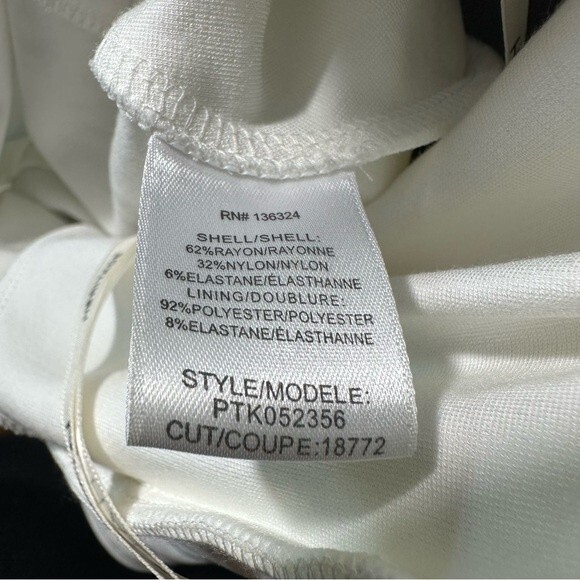 RN# 136324
SHELL/SHELL:
62%RAYON/RAYONNE
32%NYLON/NYLON
6%ELASTANE/ÉLASTHANNE
LINING/DOUBLURE:
92%POLYESTER/POLYESTER
8%ELASTANE/ÉLASTHANNE
STYLE/MODELE:
PTK052356
CUT/COUPE:18772